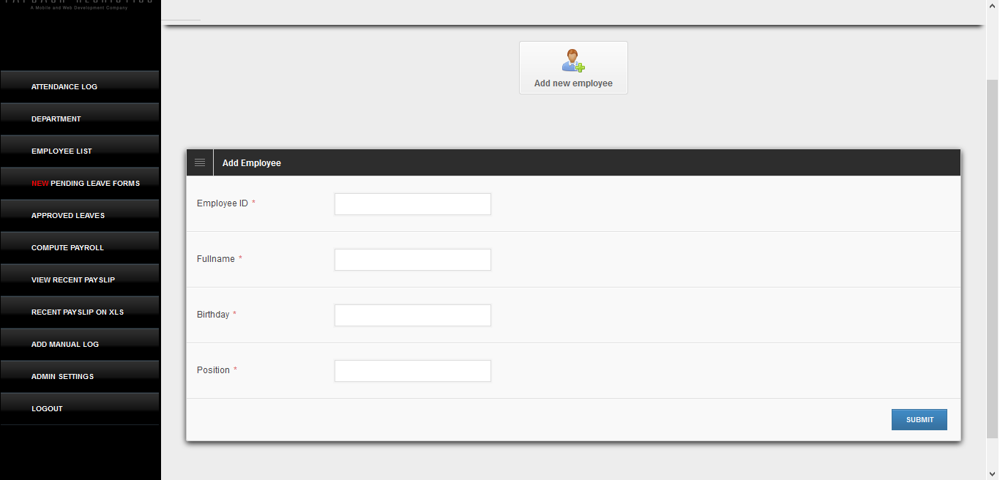 A Mobile and Web Development Company
ATTENDANCE LOG
DEPARTMENT
EMPLOYEE LIST
NEW PENDING LEAVE FORMS
APPROVED LEAVES
COMPUTE PAYROLL
VIEW RECENT PAYSLIP
RECENT PAYSLIP ON XLS
ADD MANUAL LOG
ADMIN SETTINGS
LOGOUT
Add new employee
Add Employee
Employee ID *
Fullname *
Birthday *
Position *
SUBMIT